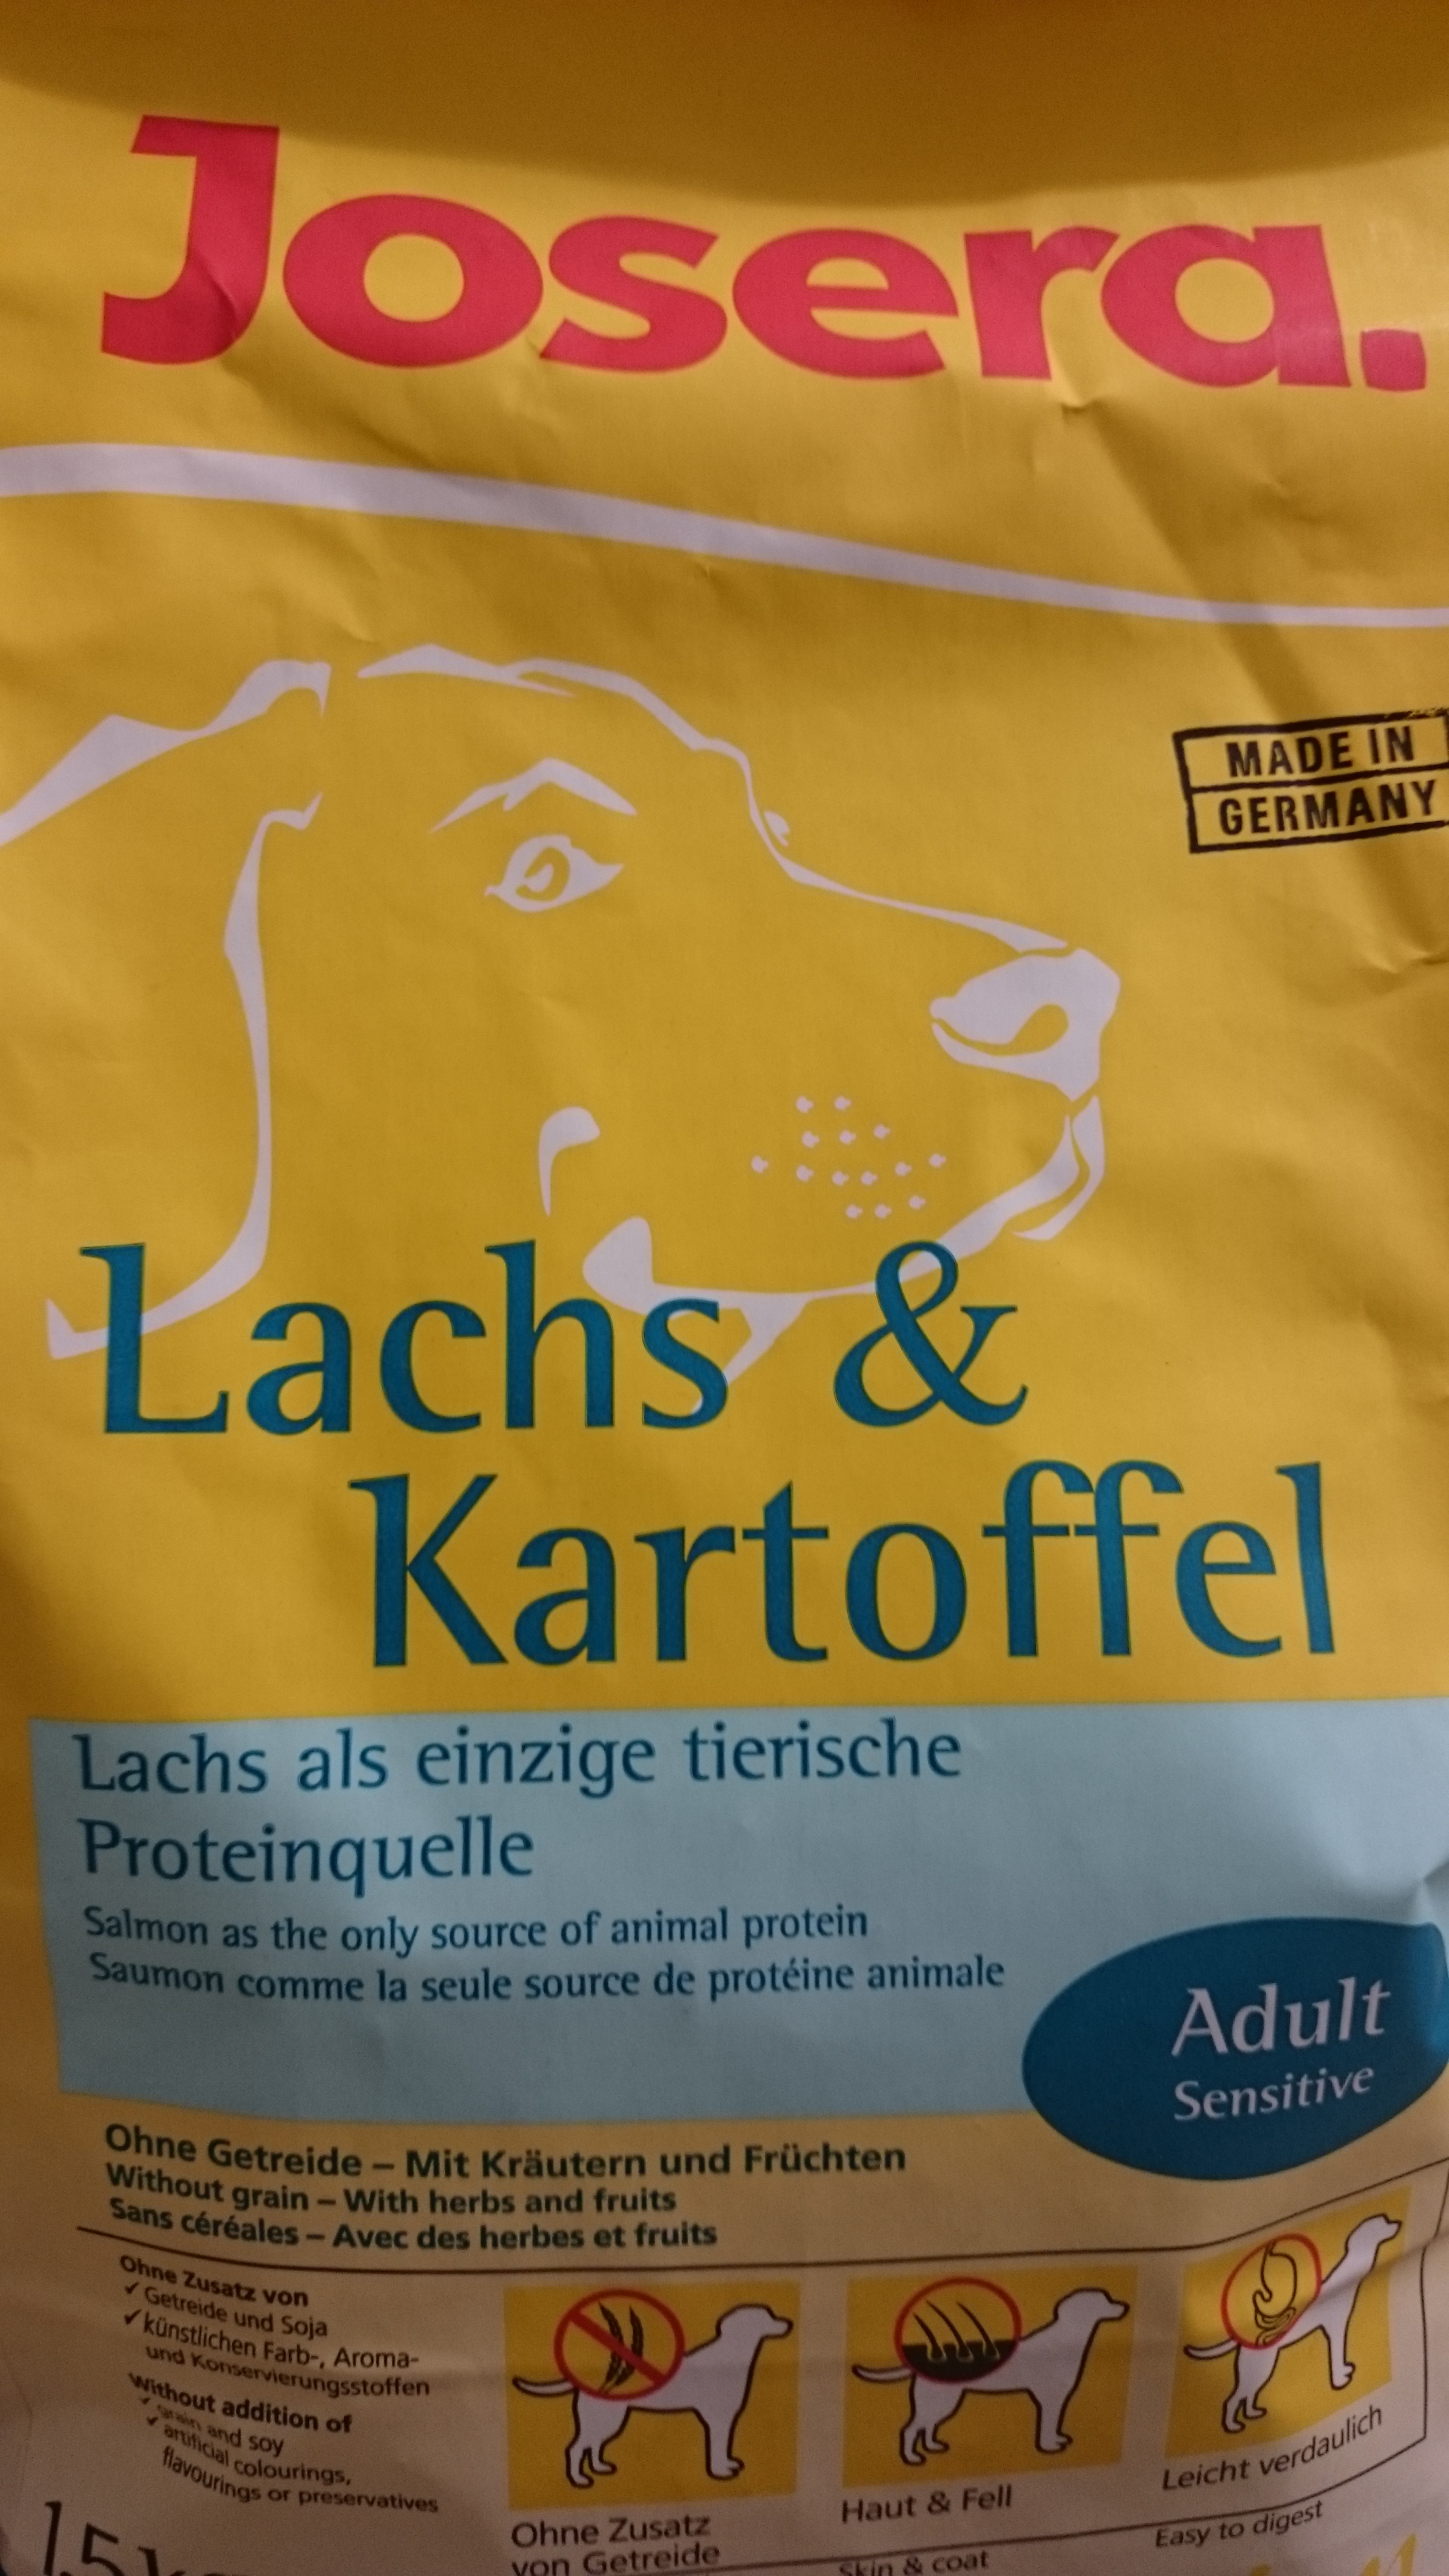 Josera.
MADE IN
GERMANY
Lachs &
Kartoffel
Lachs als einzige tierische
Proteinquelle
Salmon as the only source of animal protein
Saumon comme la seule source de protéine animale
Adult
Sensitive
Ohne Getreide – Mit Kräutern und Früchten
Without grain – With herbs and fruits
Sans céréales – Avec des herbes et fruits
Ohne Zusatz von
✓ Getreide und Soja
✓ künstlichen Farb-, Aroma-
und Konservierungsstoffen
Without addition of
✓ grain and soy
✓ artificial colourings,
flavourings or preservatives
Ohne Zusatz
von Getreide
Haut & Fell
Skin & coat
Leicht verdaulich
Easy to digest